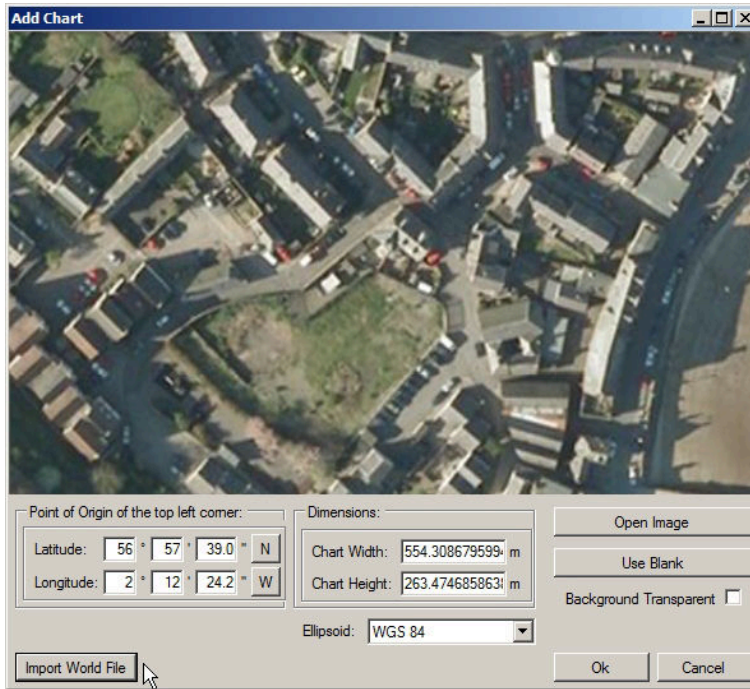 Add Chart
Point of Origin of the top left corner:
Latitude: 56 ° 57 ' 39.0 " N
Longitude: 2 ° 12 ' 24.2 " W
Dimensions:
Chart Width: 554.3086795994 m
Chart Height: 263.4746858638 m
Open Image
Use Blank
Background Transparent
Ellipsoid: WGS 84
Import World File
Ok
Cancel